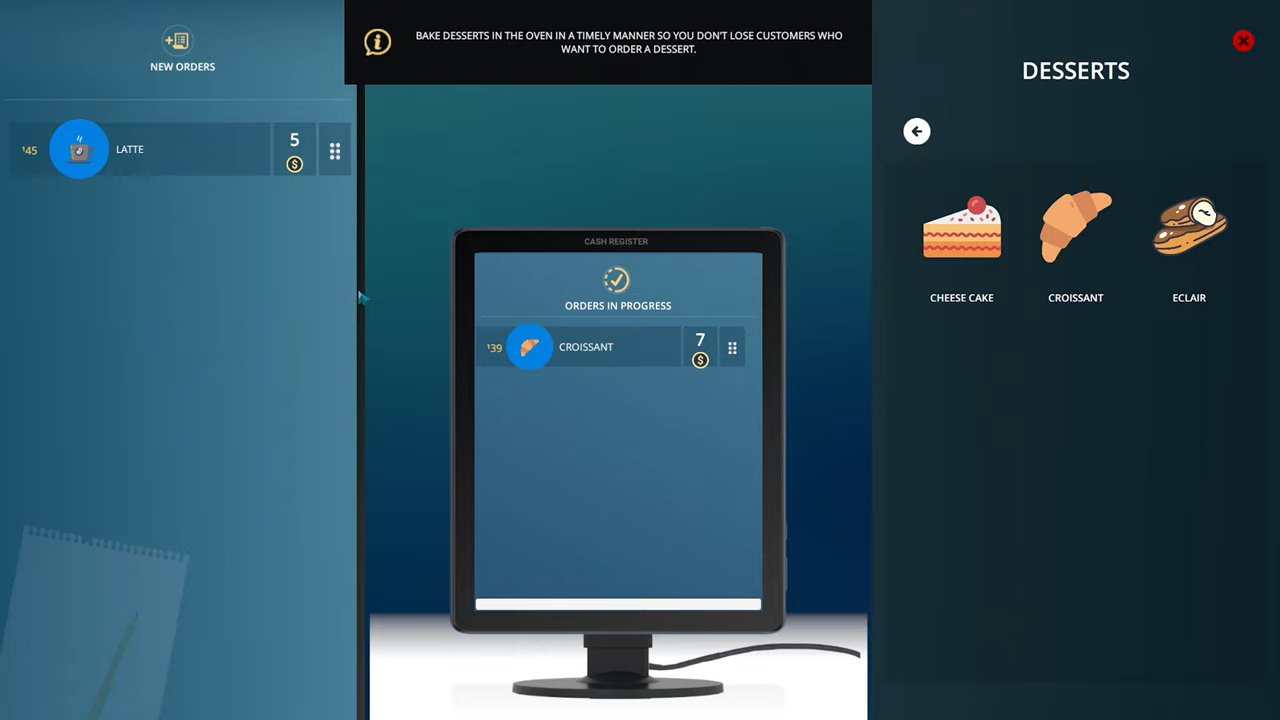 NEW ORDERS
145
LATTE
5
BAKE DESSERTS IN THE OVEN IN A TIMELY MANNER SO YOU DON'T LOSE CUSTOMERS WHO
WANT TO ORDER A DESSERT.
CASH REGISTER
ORDERS IN PROGRESS
139
CROISSANT
7
DESSERTS
CHEESE CAKE
CROISSANT
ECLAIR